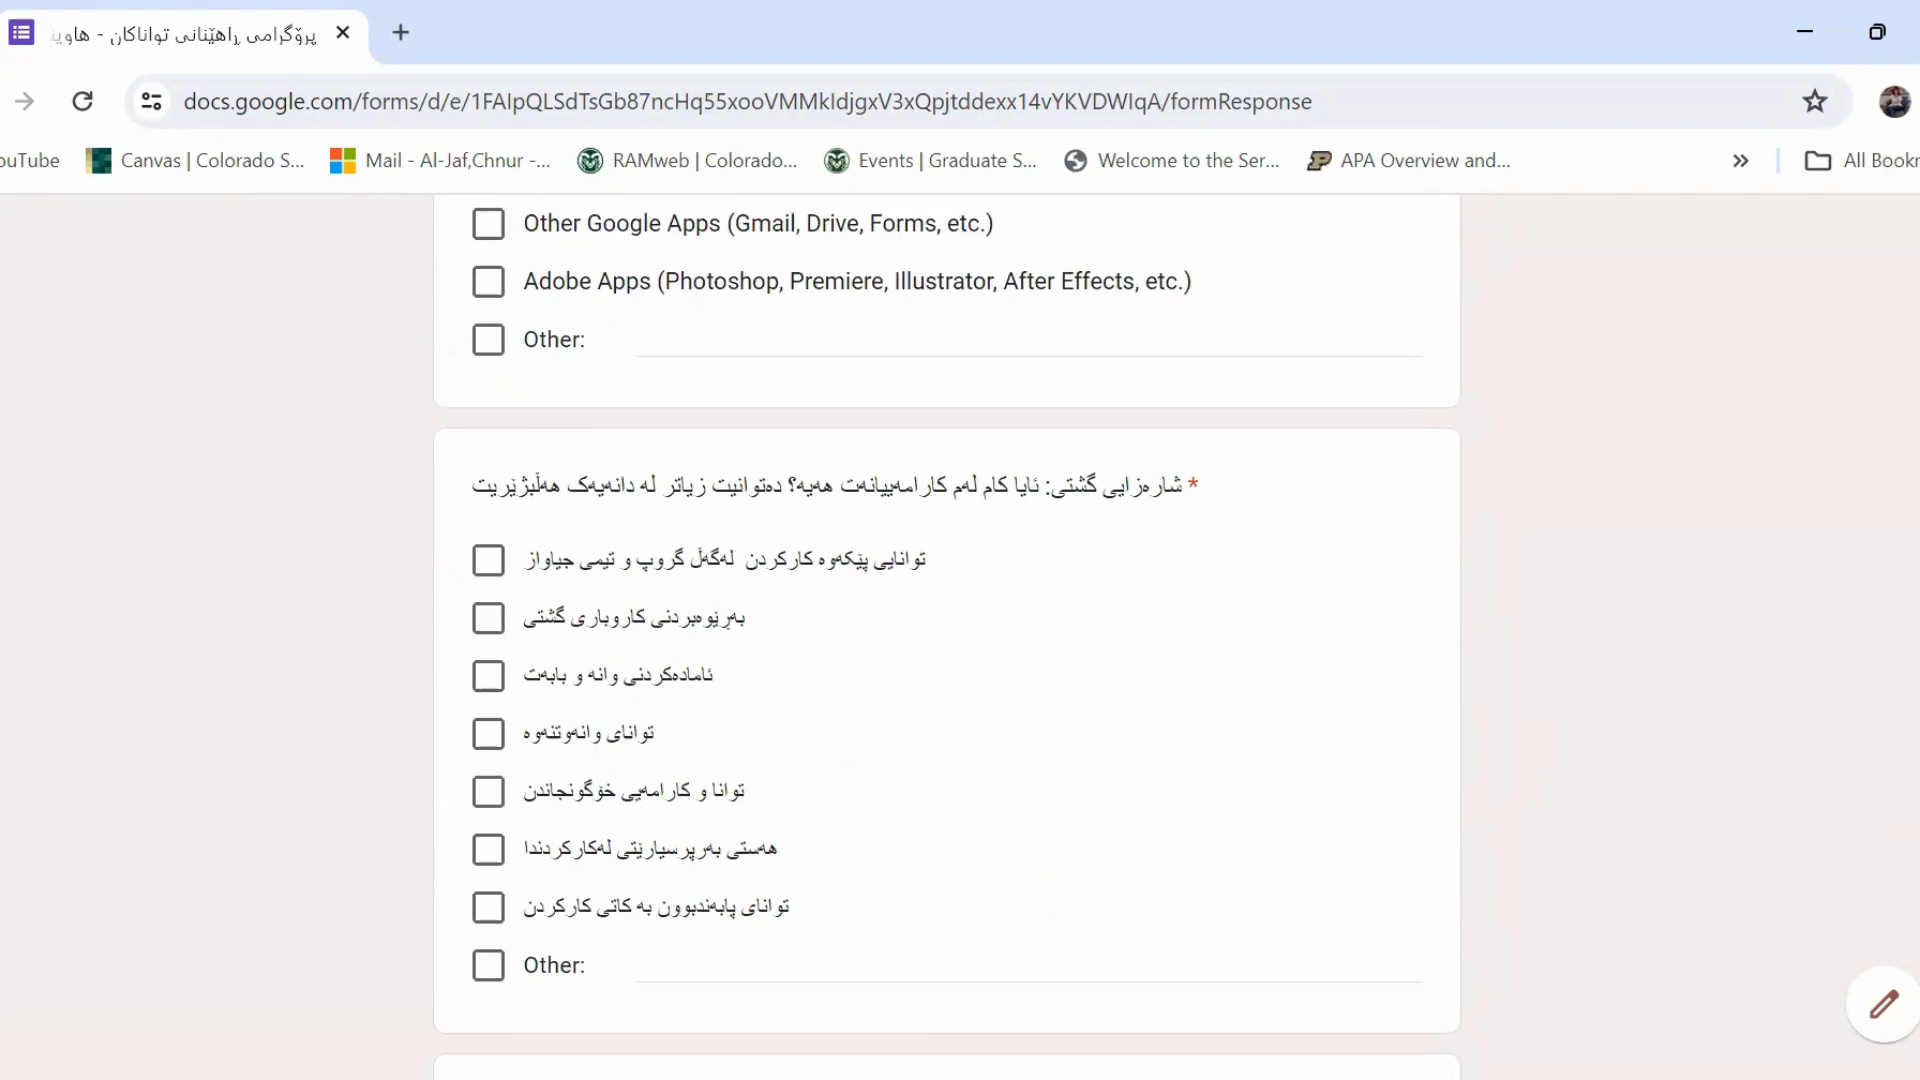 پرۆگرامی ڕاهێنانی تواناکان - هاوین
docs.google.com/forms/d/e/1FAIpQLSdTsGb87ncHq55xooVMMkldjgxV3xQpjtddexx14vYKVDWIqA/formResponse
ouTube
Canvas | Colorado S...
Mail - Al-Jaf,Chnur -...
RAMweb | Colorado...
Events | Graduate S...
Welcome to the Ser...
APA Overview and...
»
All Bookr
Other Google Apps (Gmail, Drive, Forms, etc.)
Adobe Apps (Photoshop, Premiere, Illustrator, After Effects, etc.)
Other:
شارەزایی گشتی: ئایا کام لەم کارامەییانەت هەیە؟ دەتوانیت زیاتر لە دانەیەک هەڵبژێریت *
توانایی پێکەوە کارکردن لەگەڵ گروپ و تیمی جیاواز
بەڕێوەبردنی کاروباری گشتی
ئامادەکردنی وانە و بابەت
توانای وانەوتنەوە
توانا و کارامەیی خۆگونجاندن
هەستی بەرپرسیارێتی لەکارکردندا
توانای پابەندبوون بە کاتی کارکردن
Other: